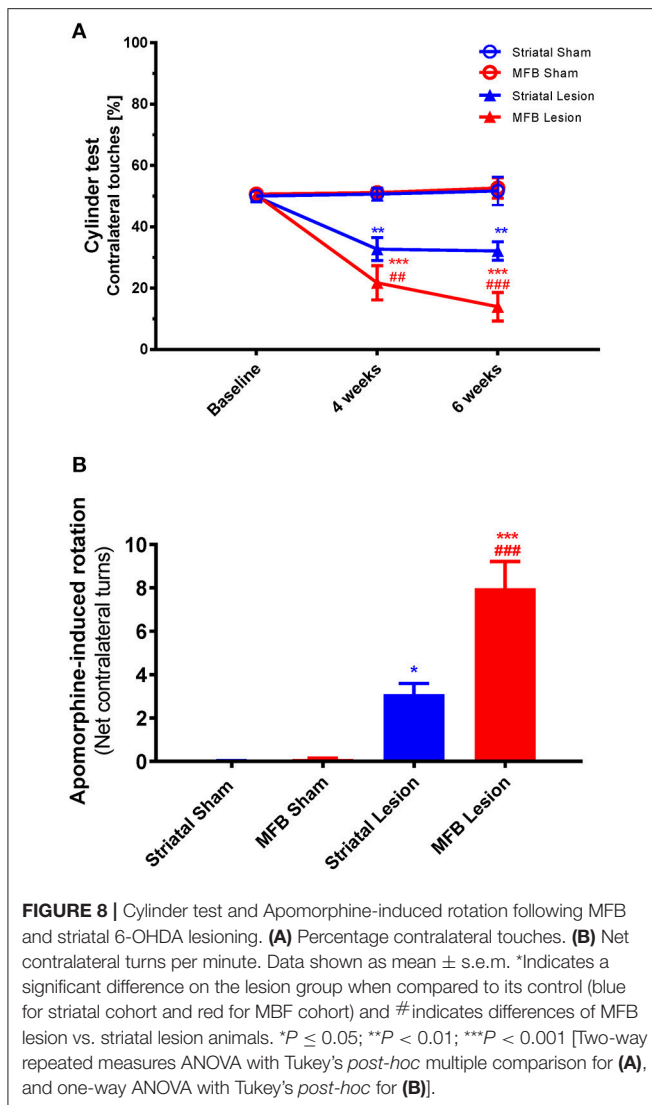 A
Cylinder test
Contralateral touches [%]
100
80
60
40
20
0
Striatal Sham
MFB Sham
Striatal Lesion
MFB Lesion
**
**
***
##
***
###
Baseline
4 weeks
6 weeks
B
Apomorphine-induced rotation
(Net contralateral turns)
10
8
6
4
2
0
*
***
###
Striatal Sham
MFB Sham
Striatal Lesion
MFB Lesion
FIGURE 8 | Cylinder test and Apomorphine-induced rotation following MFB
and striatal 6-OHDA lesioning. (A) Percentage contralateral touches. (B) Net
contralateral turns per minute. Data shown as mean ± s.e.m. *Indicates a
significant difference on the lesion group when compared to its control (blue
for striatal cohort and red for MBF cohort) and #indicates differences of MFB
lesion vs. striatal lesion animals. *P ≤ 0.05; **P < 0.01; ***P < 0.001 [Two-way
repeated measures ANOVA with Tukey's post-hoc multiple comparison for (A),
and one-way ANOVA with Tukey's post-hoc for (B)].